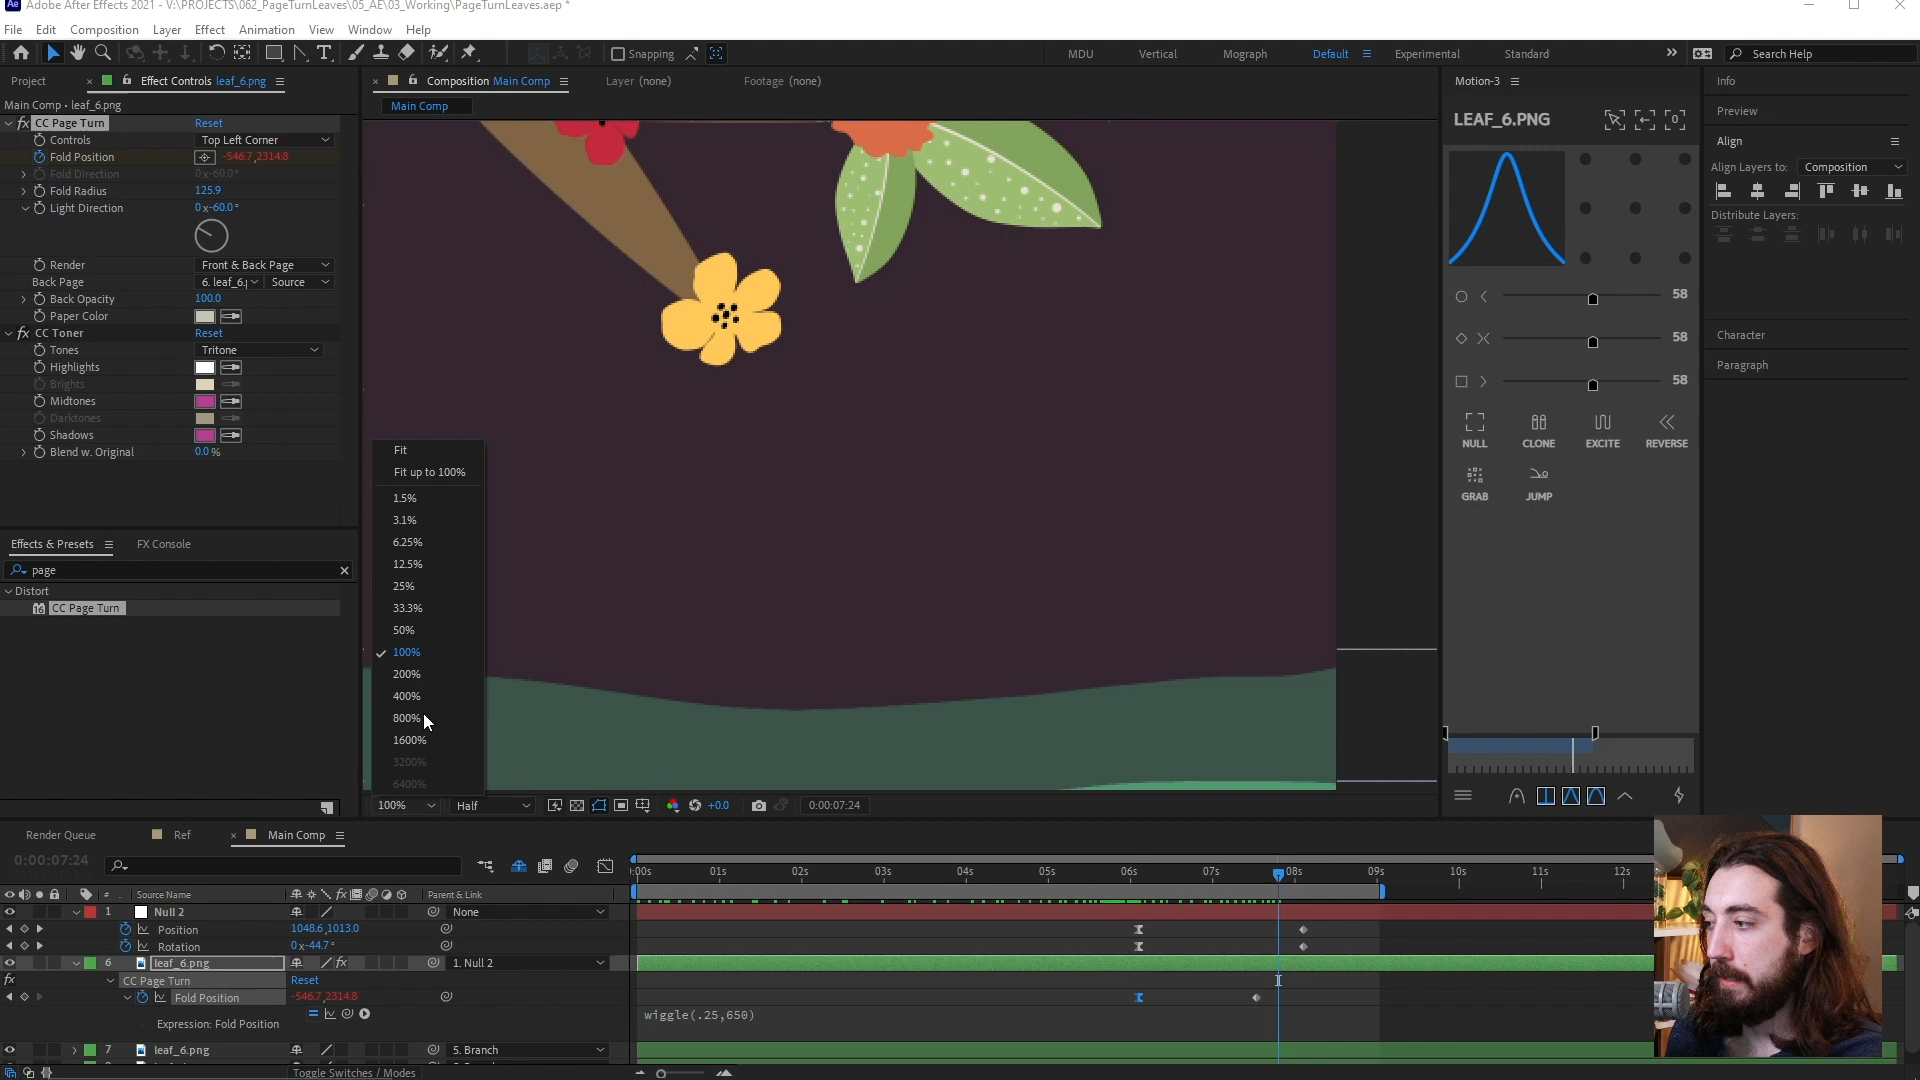 Adobe After Effects 2021 - V:\PROJECTS\062_PageTurnLeaves\05_AE\03_Working\PageTurnLeaves.aep *
File Edit Composition Layer Effect Animation View Window Help
Snapping MDU Vertical Mograph Default Experimental Standard Search Help
Project Effect Controls leaf_6.png Composition Main Comp Layer (none) Footage (none) Motion-3 Info
Main Comp • leaf_6.png Main Comp Preview
CC Page Turn Reset LEAF_6.PNG
Controls Top Left Corner Align
Fold Position -546.7,2314.8 Align Layers to: Composition
Fold Direction 0x-60.0°
Fold Radius 125.9
Light Direction 0x-60.0° Distribute Layers:
Render Front & Back Page
Back Page 6. leaf_6.p Source
Back Opacity 100.0 58
Paper Color
CC Toner Reset 58 Character
Tones Tritone
Highlights Paragraph
Brights 58
Midtones
Darktones
Shadows
Blend w. Original 0.0 %
NULL CLONE EXCITE REVERSE
GRAB JUMP
Fit
Fit up to 100%
1.5%
3.1%
6.25%
12.5%
25%
33.3%
50%
100%
200%
400%
800%
1600%
3200%
6400%
Effects & Presets FX Console
page
Distort
CC Page Turn
100% Half +0.0 0:00:07:24
Render Queue Ref Main Comp
0:00:07:24
:00s 01s 02s 03s 04s 05s 06s 07s 08s 09s 10s 11s 12s
# Source Name Parent & Link
1 Null 2 None
Position 1048.6,1013.0
Rotation 0x-44.7°
6 leaf_6.png 1. Null 2
CC Page Turn Reset
Fold Position -546.7,2314.8
Expression: Fold Position wiggle(.25,650)
7 leaf_6.png 5. Branch
Toggle Switches / Modes